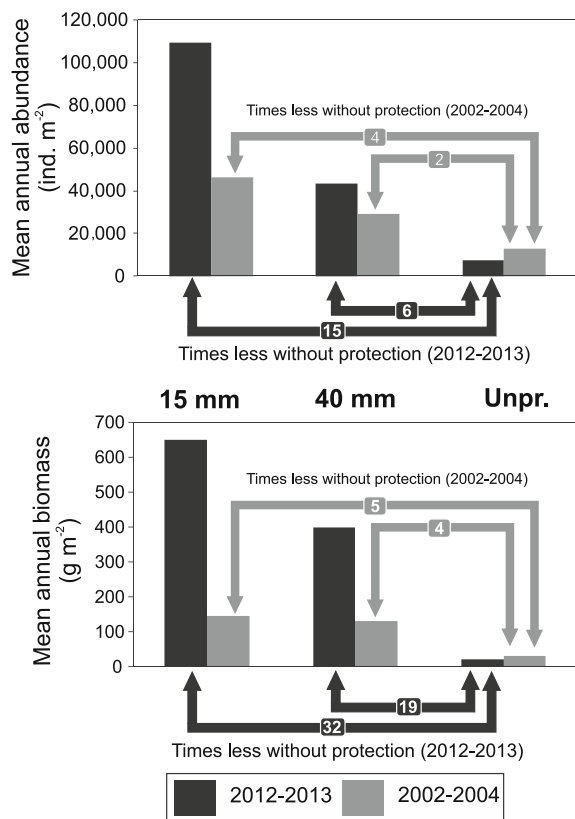 Mean annual abundance
(ind. m-2)
120,000
100,000
80,000
60,000
40,000
20,000
0
Times less without protection (2002-2004)
4
2
6
15
Times less without protection (2012-2013)
15 mm 40 mm Unpr.
Mean annual biomass
(g m-2)
700
600
500
400
300
200
100
0
Times less without protection (2002-2004)
5
4
19
32
Times less without protection (2012-2013)
2012-2013 2002-2004